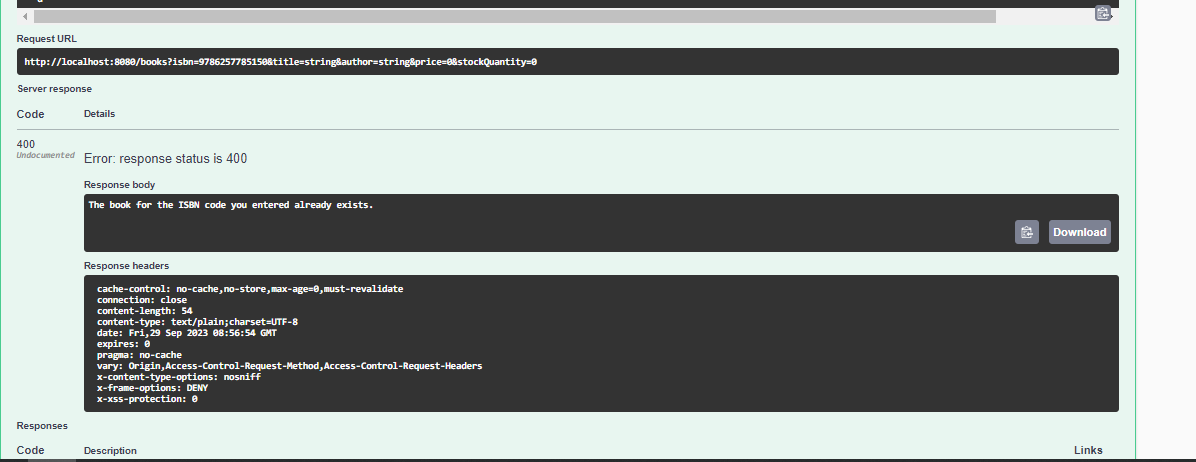 Request URL
http://localhost:8080/books?isbn=9786257785150&title=string&author=string&price=0&stockQuantity=0
Server response
Code Details
400
Undocumented
Error: response status is 400
Response body
The book for the ISBN code you entered already exists.
Download
Response headers
cache-control: no-cache,no-store,max-age=0,must-revalidate
connection: close
content-length: 54
content-type: text/plain;charset=UTF-8
date: Fri,29 Sep 2023 08:56:54 GMT
expires: 0
pragma: no-cache
vary: Origin,Access-Control-Request-Method,Access-Control-Request-Headers
x-content-type-options: nosniff
x-frame-options: DENY
x-xss-protection: 0
Responses
Code Description Links